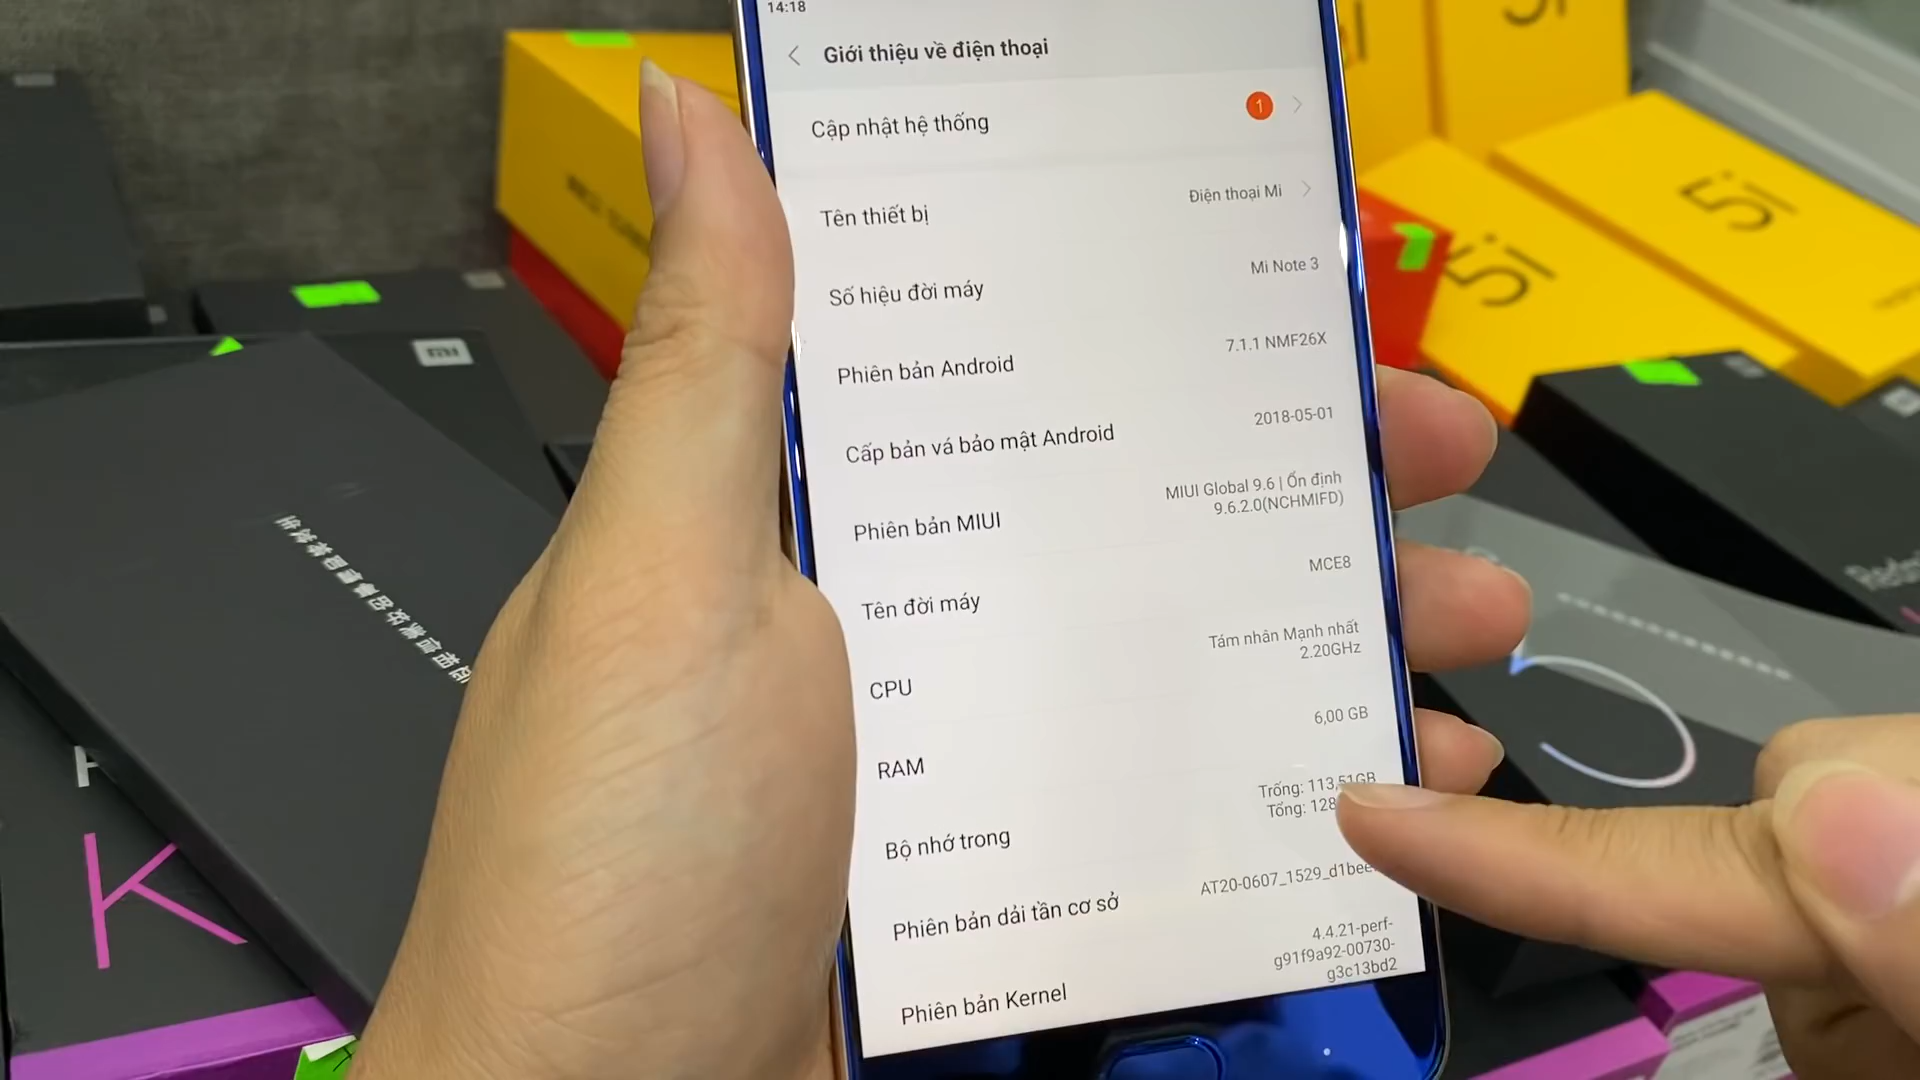 14:18
Giới thiệu về điện thoại
Cập nhật hệ thống
1
Tên thiết bị
Điện thoại Mi
Số hiệu đời máy
Mi Note 3
Phiên bản Android
7.1.1 NMF26X
Cấp bản vá bảo mật Android
2018-05-01
Phiên bản MIUI
MIUI Global 9.6 | Ổn định
9.6.2.0(NCHMIFD)
Tên đời máy
MCE8
CPU
Tám nhân Mạnh nhất
2.20GHz
RAM
6,00 GB
Bộ nhớ trong
Trống: 113,51GB
Tổng: 128
Phiên bản dải tần cơ sở
AT20-0607_1529_d1bee
Phiên bản Kernel
4.4.21-perf-
g91f9a92-00730-
g3c13bd2
5i
5i
5i
mi
K
5
Redmi